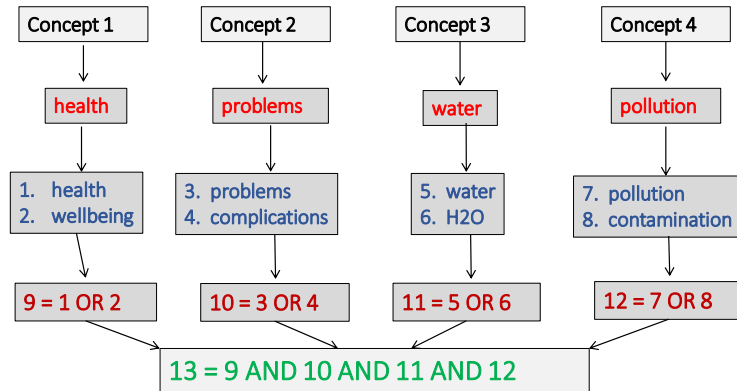 Concept 1
Concept 2
Concept 3
Concept 4
health
problems
water
pollution
1. health
2. wellbeing
3. problems
4. complications
5. water
6. H2O
7. pollution
8. contamination
9 = 1 OR 2
10 = 3 OR 4
11 = 5 OR 6
12 = 7 OR 8
13 = 9 AND 10 AND 11 AND 12